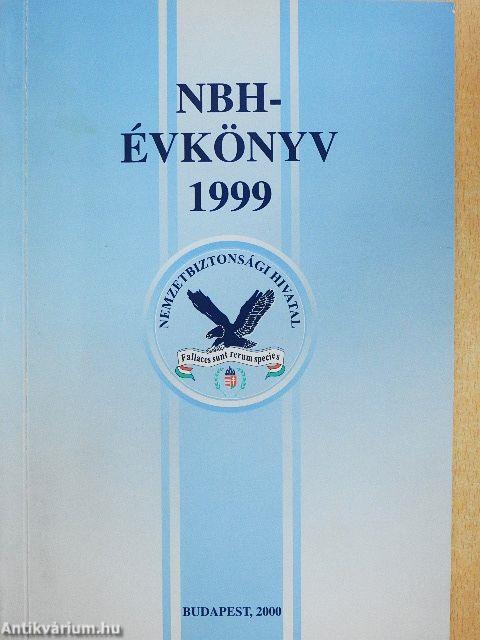 NBH-
ÉVKÖNYV
1999
NEMZETBIZTONSÁGI HIVATAL
Fallaces sunt rerum species
BUDAPEST, 2000
Antikvárium.hu